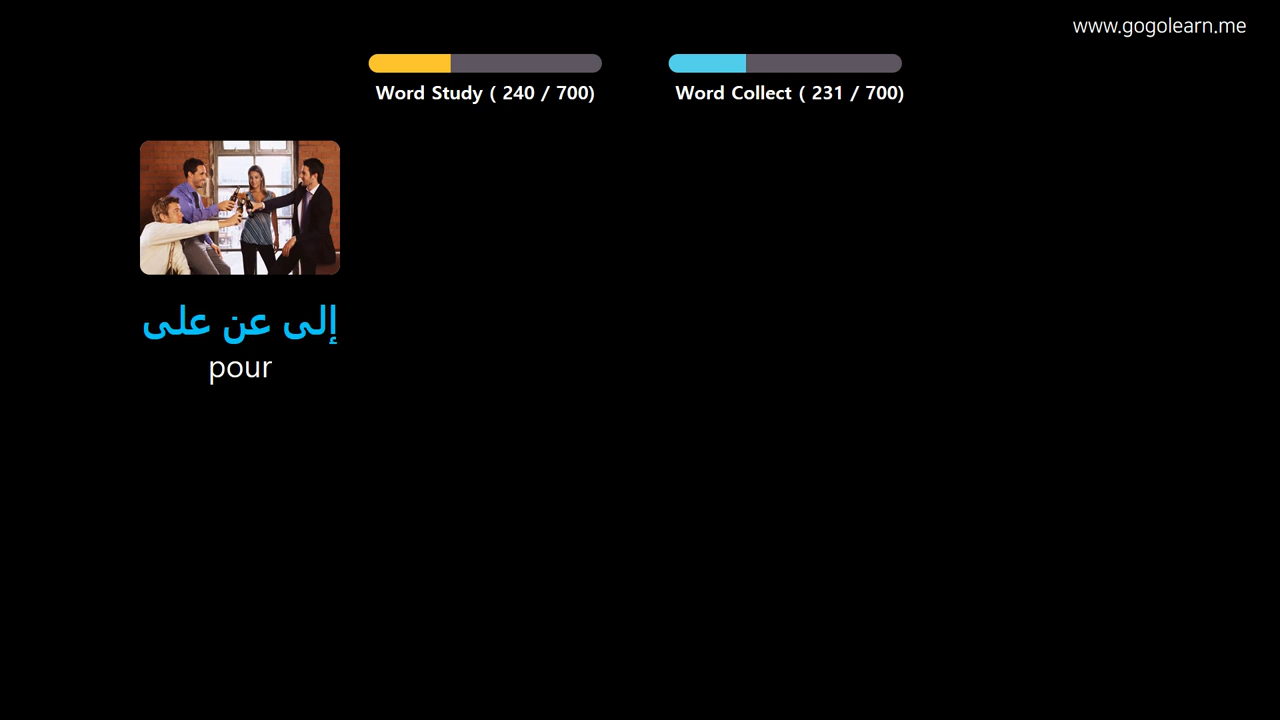 www.gogolearn.me
Word Study ( 240 / 700)
Word Collect ( 231 / 700)
إلى عن على
pour